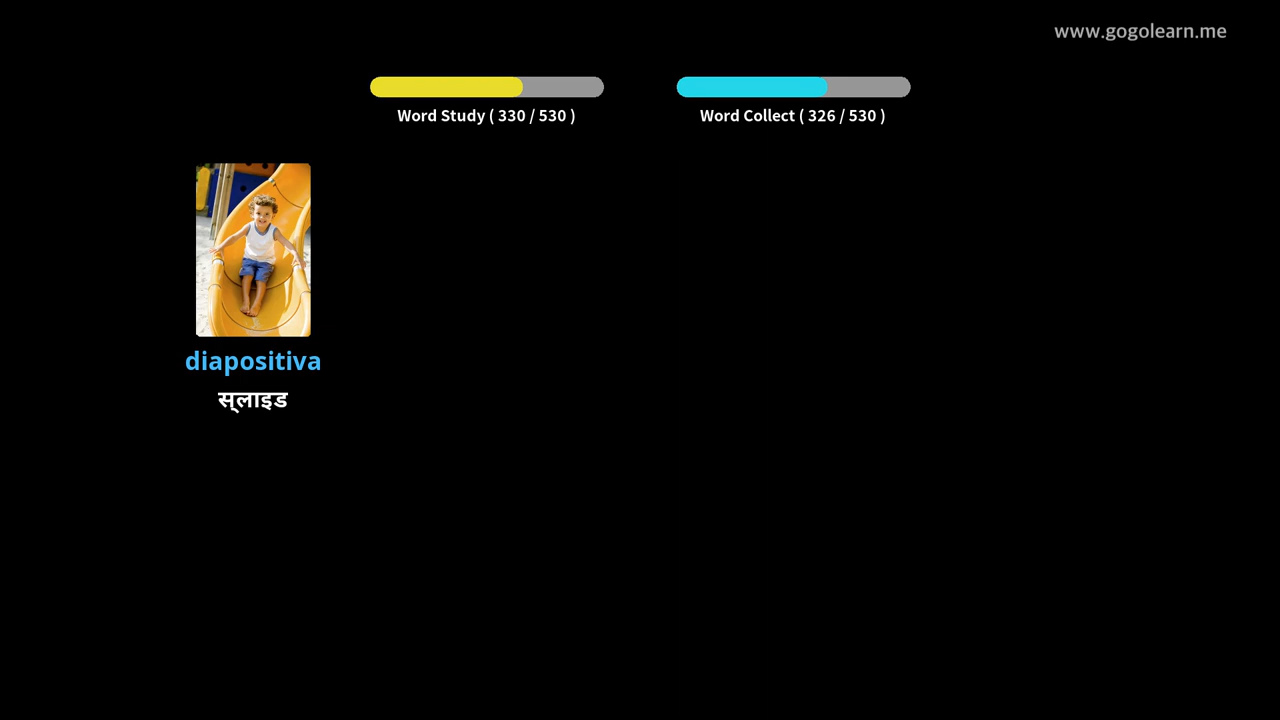 www.gogolearn.me
Word Study ( 330 / 530 )
Word Collect ( 326 / 530 )
diapositiva
स्लाइड